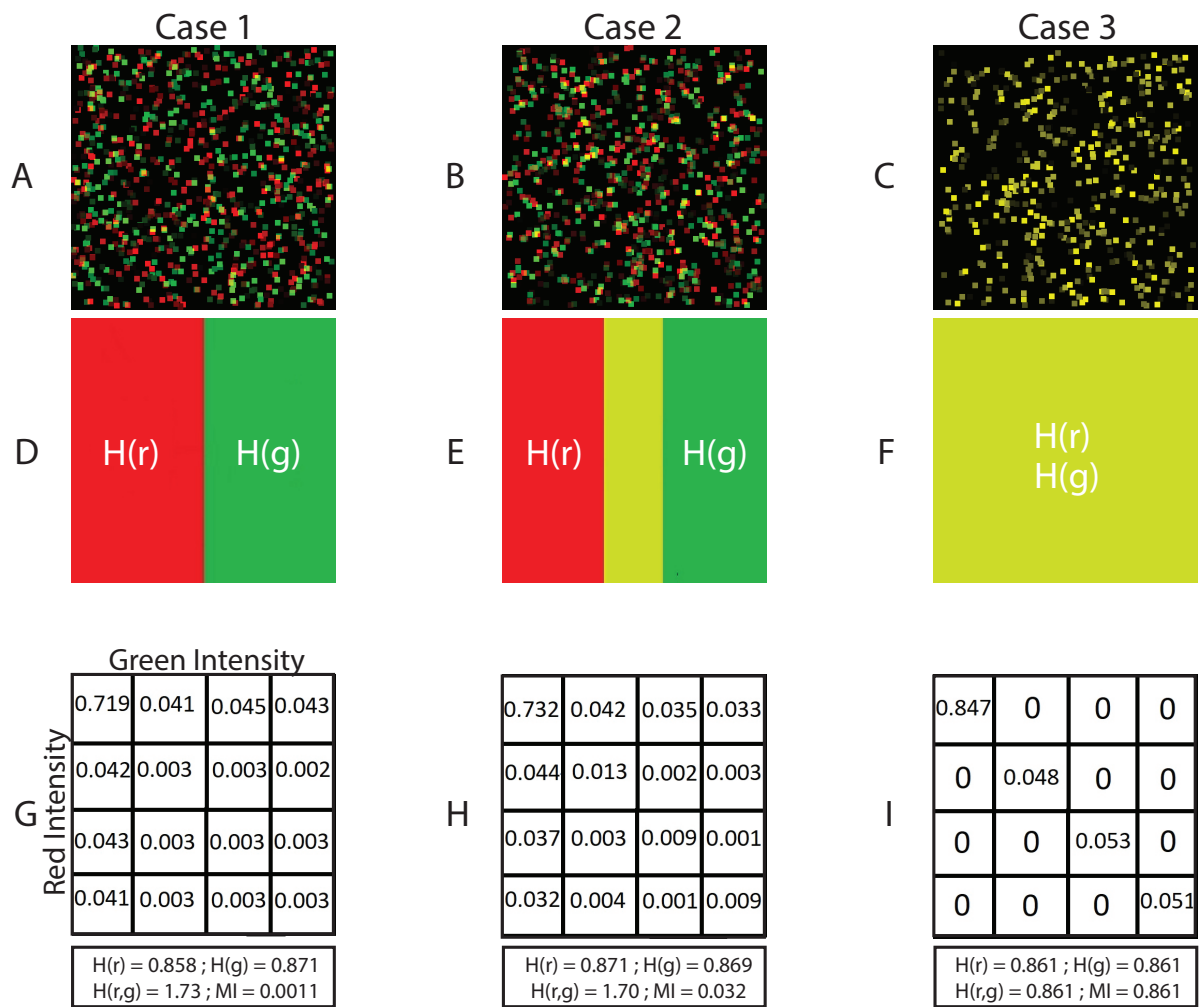 Case 1 Case 2 Case 3
A B C
D H(r) H(g) E H(r) H(g) F H(r)
H(g)
Green Intensity
Red Intensity
G
0.719 0.041 0.045 0.043
0.042 0.003 0.003 0.002
0.043 0.003 0.003 0.003
0.041 0.003 0.003 0.003
H
0.732 0.042 0.035 0.033
0.044 0.013 0.002 0.003
0.037 0.003 0.009 0.001
0.032 0.004 0.001 0.009
I
0.847 0 0 0
0 0.048 0 0
0 0 0.053 0
0 0 0 0.051
H(r) = 0.858 ; H(g) = 0.871
H(r,g) = 1.73 ; MI = 0.0011
H(r) = 0.871 ; H(g) = 0.869
H(r,g) = 1.70 ; MI = 0.032
H(r) = 0.861 ; H(g) = 0.861
H(r,g) = 0.861 ; MI = 0.861